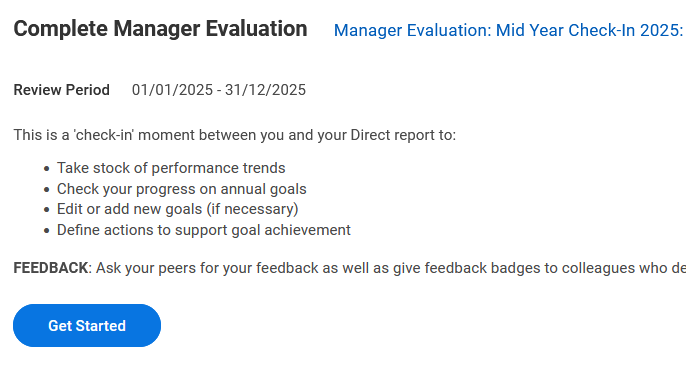 Complete Manager Evaluation Manager Evaluation: Mid Year Check-In 2025:
Review Period 01/01/2025 - 31/12/2025
This is a 'check-in' moment between you and your Direct report to:
• Take stock of performance trends
• Check your progress on annual goals
• Edit or add new goals (if necessary)
• Define actions to support goal achievement
FEEDBACK: Ask your peers for your feedback as well as give feedback badges to colleagues who de
Get Started